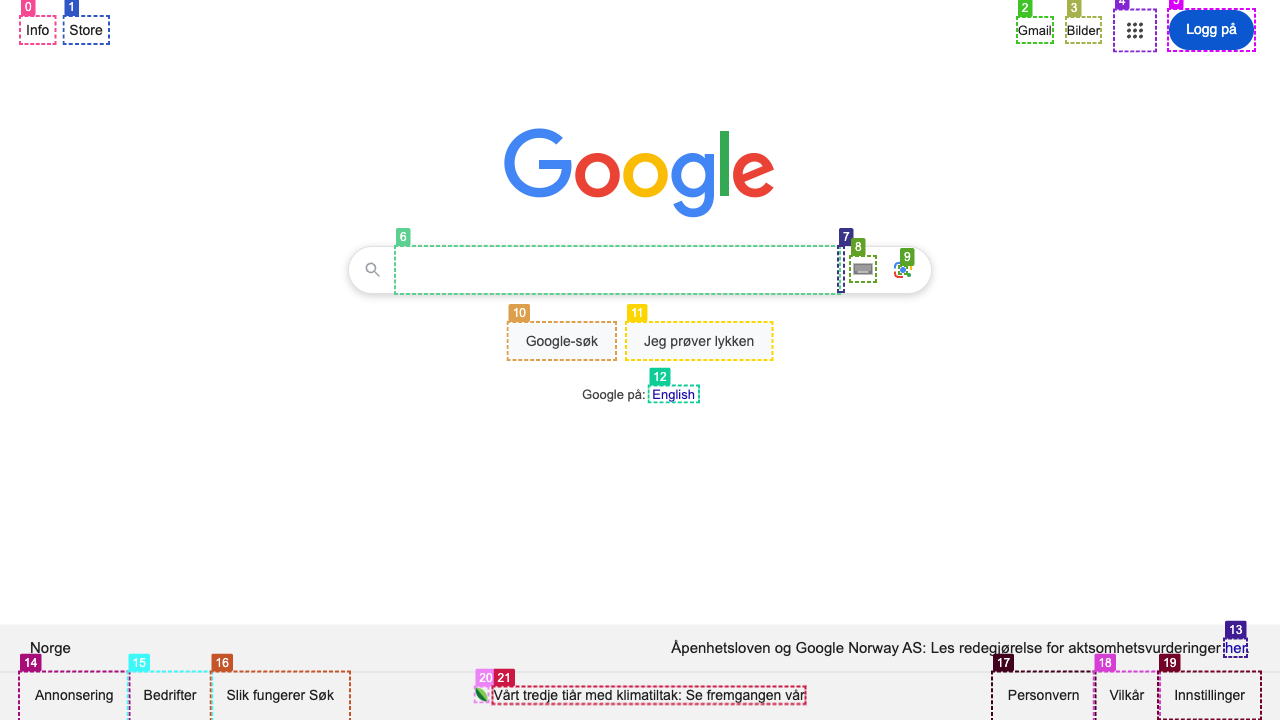 0 1 2 3 4 5
Info Store Gmail Bilder Logg på
Google
6 7 8 9
10 11
Google-søk Jeg prøver lykken
12
Google på: English
13
Norge Åpenhetsloven og Google Norway AS: Les redegjørelse for aktsomhetsvurderinger her.
14 15 16 20 21 17 18 19
Annonsering Bedrifter Slik fungerer Søk Vårt tredje tiår med klimatiltak: Se fremgangen vår Personvern Vilkår Innstillinger